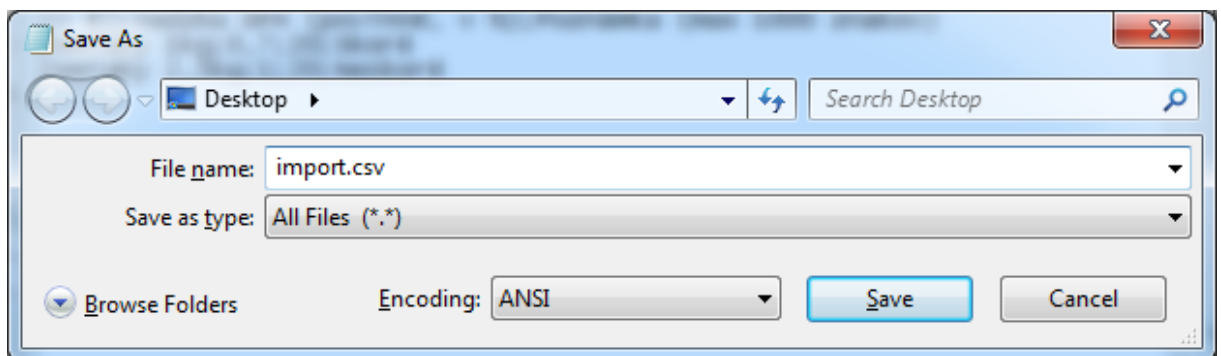 Save As
Desktop
Search Desktop
File name: import.csv
Save as type: All Files (*.*)
Browse Folders
Encoding: ANSI
Save
Cancel